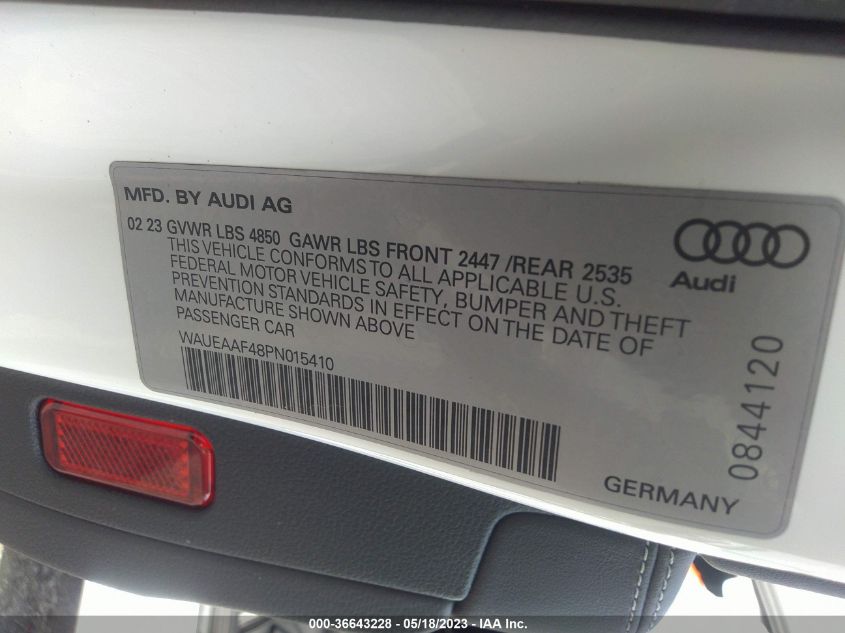 MFD. BY AUDI AG
02 23 GVWR LBS 4850 GAWR LBS FRONT 2447 /REAR 2535
THIS VEHICLE CONFORMS TO ALL APPLICABLE U.S.
FEDERAL MOTOR VEHICLE SAFETY, BUMPER AND THEFT
PREVENTION STANDARDS IN EFFECT ON THE DATE OF
MANUFACTURE SHOWN ABOVE
PASSENGER CAR
WAUEAAF48PN015410
Audi
0844120
GERMANY
000-36643228 - 05/18/2023 - IAA Inc.